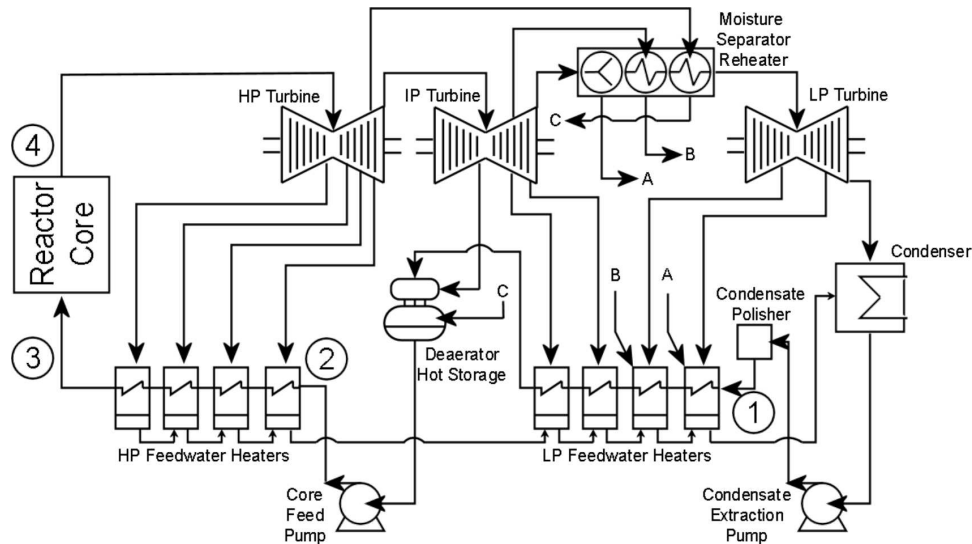 Moisture
Separator
Reheater
HP Turbine
IP Turbine
LP Turbine
C
B
A
4
Reactor
Core
Condenser
B
A
C
Condensate
Polisher
3
2
Deaerator
Hot Storage
1
HP Feedwater Heaters
LP Feedwater Heaters
Core
Feed
Pump
Condensate
Extraction
Pump